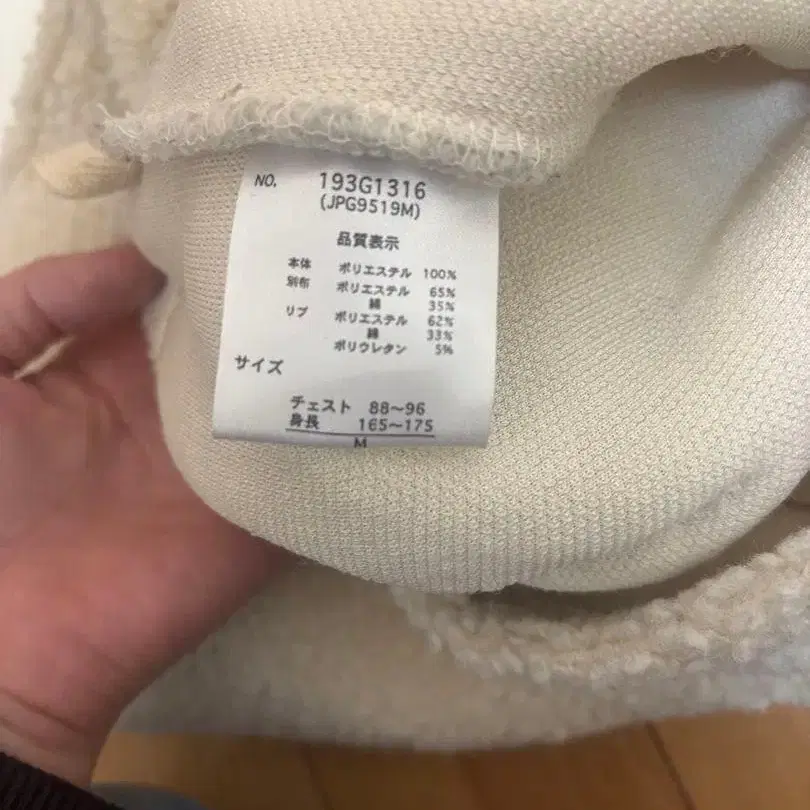 NO. 193G1316
(JPG9519M)
品質表示
本体 ポリエステル 100%
別布 ポリエステル 65%
綿 35%
リブ ポリエステル 62%
綿 33%
ポリウレタン 5%
サイズ
チェスト 88~96
身長 165~175
M